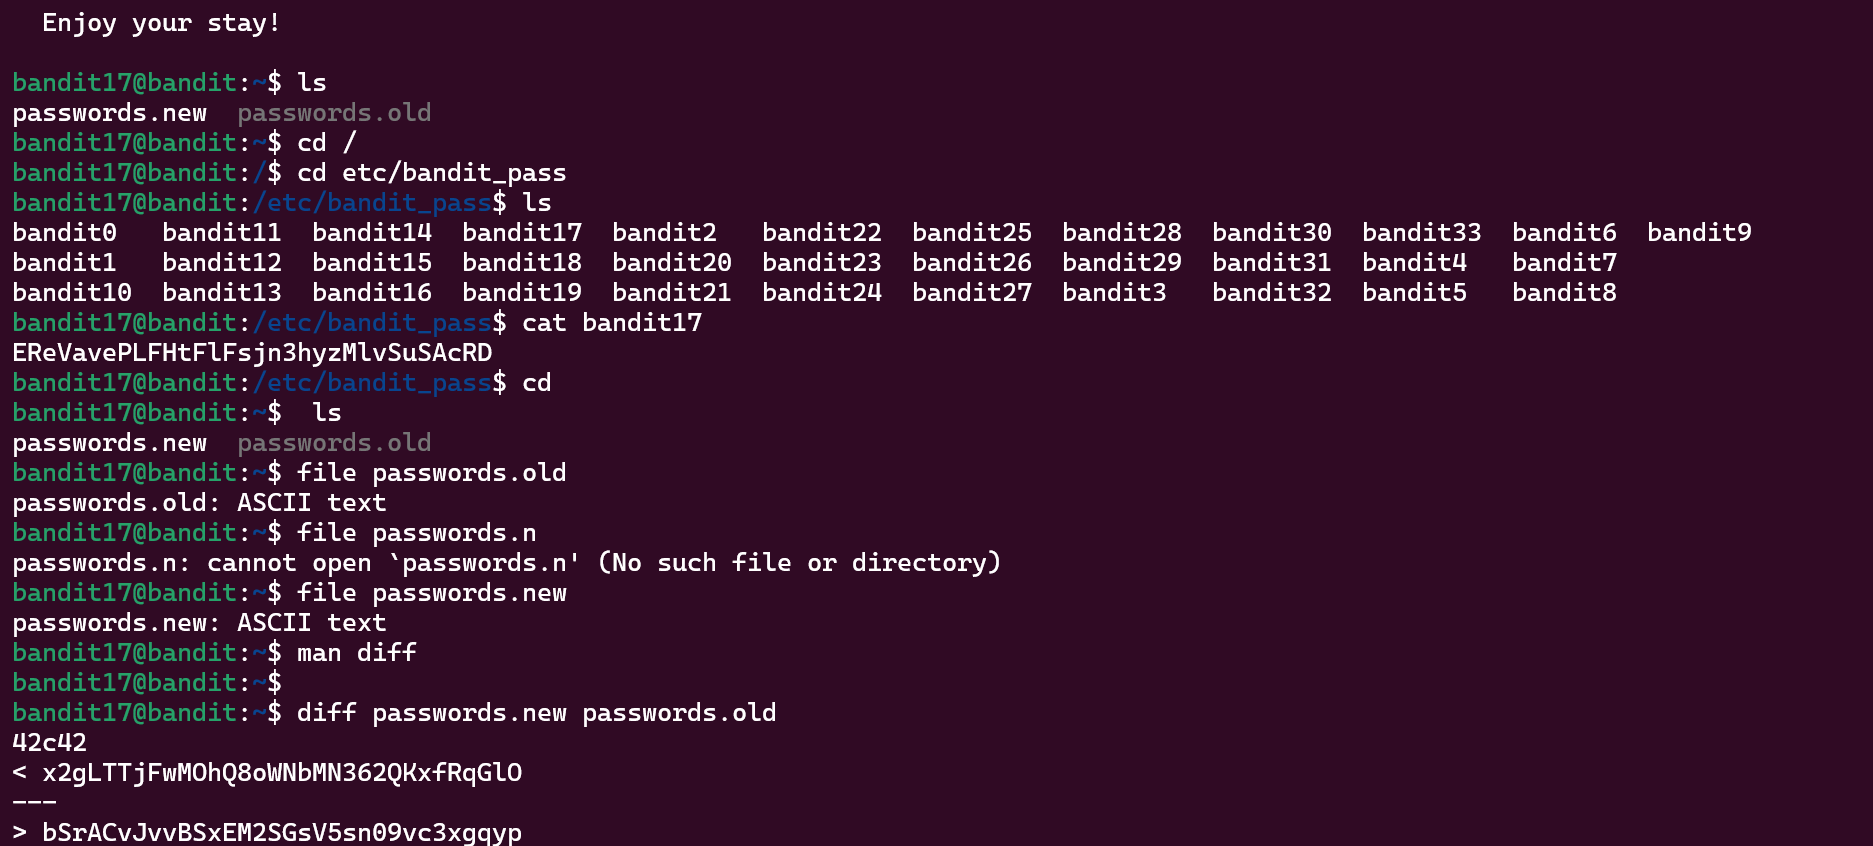 Enjoy your stay!
bandit17@bandit:~$ ls
passwords.new  passwords.old
bandit17@bandit:~$ cd /
bandit17@bandit:/$ cd etc/bandit_pass
bandit17@bandit:/etc/bandit_pass$ ls
bandit0   bandit11  bandit14  bandit17  bandit2   bandit22  bandit25  bandit28  bandit30  bandit33  bandit6  bandit9
bandit1   bandit12  bandit15  bandit18  bandit20  bandit23  bandit26  bandit29  bandit31  bandit4   bandit7
bandit10  bandit13  bandit16  bandit19  bandit21  bandit24  bandit27  bandit3   bandit32  bandit5   bandit8
bandit17@bandit:/etc/bandit_pass$ cat bandit17
EReVavePLFHtFlFsjn3hyzMlvSuSAcRD
bandit17@bandit:/etc/bandit_pass$ cd
bandit17@bandit:~$  ls
passwords.new  passwords.old
bandit17@bandit:~$ file passwords.old
passwords.old: ASCII text
bandit17@bandit:~$ file passwords.n
passwords.n: cannot open `passwords.n' (No such file or directory)
bandit17@bandit:~$ file passwords.new
passwords.new: ASCII text
bandit17@bandit:~$ man diff
bandit17@bandit:~$
bandit17@bandit:~$ diff passwords.new passwords.old
42c42
< x2gLTTjFwMOhQ8oWNbMN362QKxfRqGlO
---
> bSrACvJvvBSxEM2SGsV5sn09vc3xgqyp